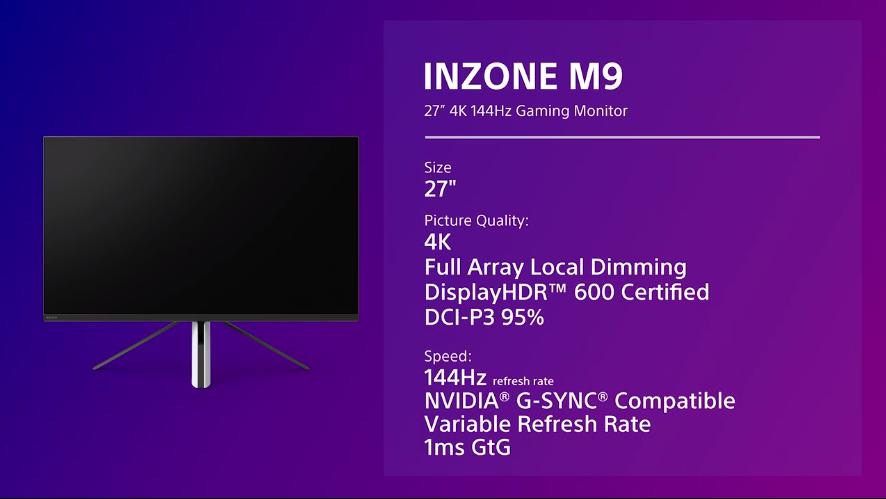 INZONE M9
27" 4K 144Hz Gaming Monitor
Size
27"
Picture Quality:
4K
Full Array Local Dimming
DisplayHDR™ 600 Certified
DCI-P3 95%
Speed:
144Hz refresh rate
NVIDIA® G-SYNC® Compatible
Variable Refresh Rate
1ms GtG